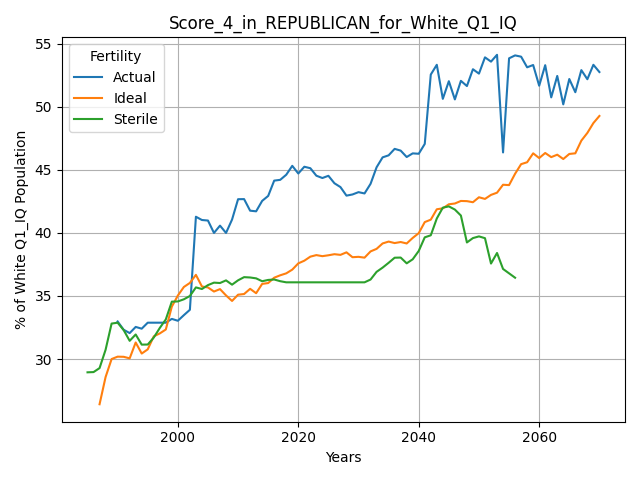 Score_4_in_REPUBLICAN_for_White_Q1_IQ
Fertility
Actual
Ideal
Sterile
% of White Q1_IQ Population
55
50
45
40
35
30
2000
2020
2040
2060
Years